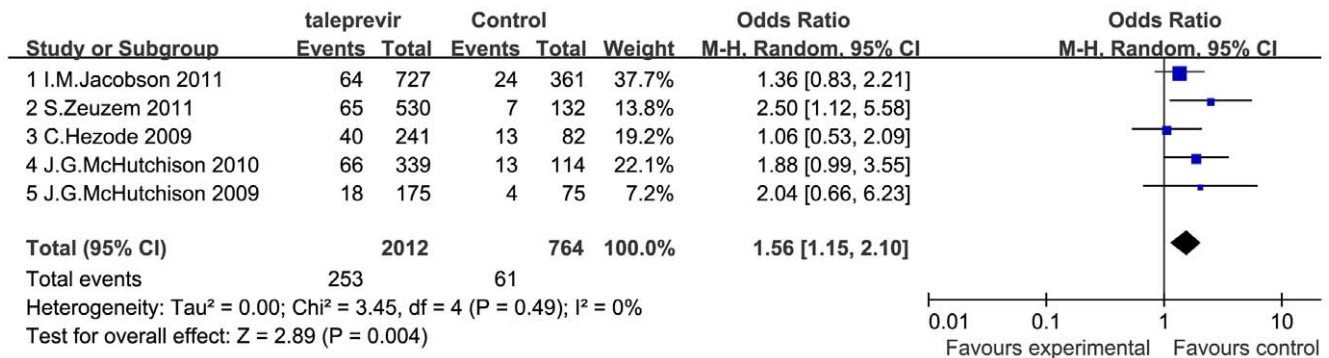 taleprevir Control Odds Ratio Odds Ratio
Study or Subgroup Events Total Events Total Weight M-H, Random, 95% CI M-H, Random, 95% CI
1 I.M.Jacobson 2011 64 727 24 361 37.7% 1.36 [0.83, 2.21]
2 S.Zeuzem 2011 65 530 7 132 13.8% 2.50 [1.12, 5.58]
3 C.Hezode 2009 40 241 13 82 19.2% 1.06 [0.53, 2.09]
4 J.G.McHutchison 2010 66 339 13 114 22.1% 1.88 [0.99, 3.55]
5 J.G.McHutchison 2009 18 175 4 75 7.2% 2.04 [0.66, 6.23]
Total (95% CI) 2012 764 100.0% 1.56 [1.15, 2.10]
Total events 253 61
Heterogeneity: Tau² = 0.00; Chi² = 3.45, df = 4 (P = 0.49); I² = 0%
Test for overall effect: Z = 2.89 (P = 0.004)
0.01 0.1 1 10
Favours experimental Favours control